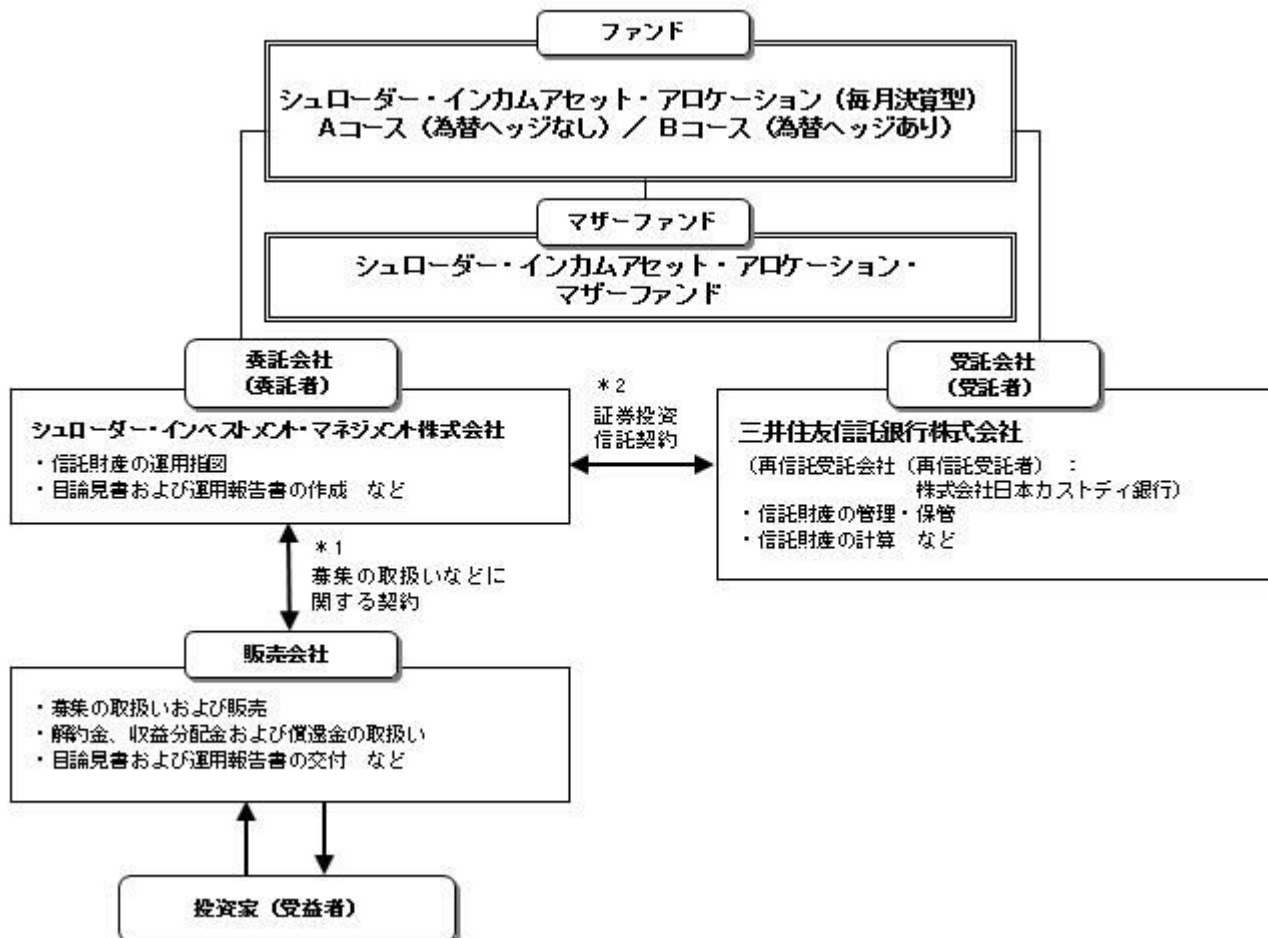 ファンド
シュローダー・インカムアセット・アロケーション（毎月決算型）
Aコース（為替ヘッジなし）／ Bコース（為替ヘッジあり）
マザーファンド
シュローダー・インカムアセット・アロケーション・
マザーファンド
委託会社
（委託者）
シュローダー・インベストメント・マネジメント株式会社
・信託財産の運用指図
・目論見書および運用報告書の作成　など
＊2
証券投資
信託契約
受託会社
（受託者）
三井住友信託銀行株式会社
（再信託受託会社（再信託受託者）：
株式会社日本カストディ銀行）
・信託財産の管理・保管
・信託財産の計算　など
＊1
募集の取扱いなどに
関する契約
販売会社
・募集の取扱いおよび販売
・解約金、収益分配金および償還金の取扱い
・目論見書および運用報告書の交付　など
投資家（受益者）